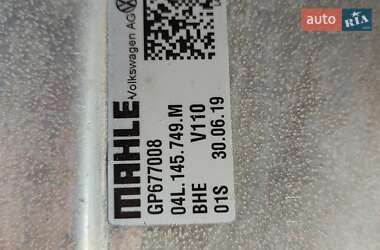 auto RIA
Volkswagen AG
MAHLE
GP677008
04L.145.749.M
BHE V110
01S 30.06.19